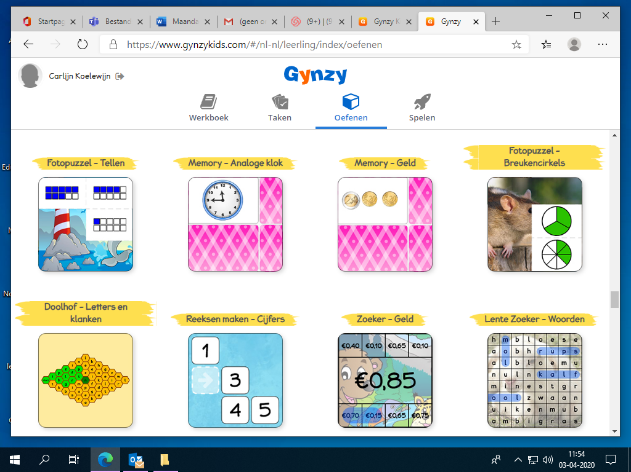 Startpag
Bestand
Maanda
(geen o
(9+) | (9
Gynzy K
Gynzy
https://www.gynzykids.com/#/nl-nl/leerling/index/oefenen
Carlijn Koelewijn
Gynzy
Werkboek
Taken
Oefenen
Spelen
Fotopuzzel - Tellen
Memory - Analoge klok
Memory - Geld
Fotopuzzel -
Breukencirkels
Doolhof - Letters en
klanken
Reeksen maken - Cijfers
Zoeker - Geld
Lente Zoeker - Woorden
1
3
4 5
€0,40 €0,10 €0,65 €0,10
€0,85
€0,70 €0,15 €0,65 €0,75
11:54
03-04-2020